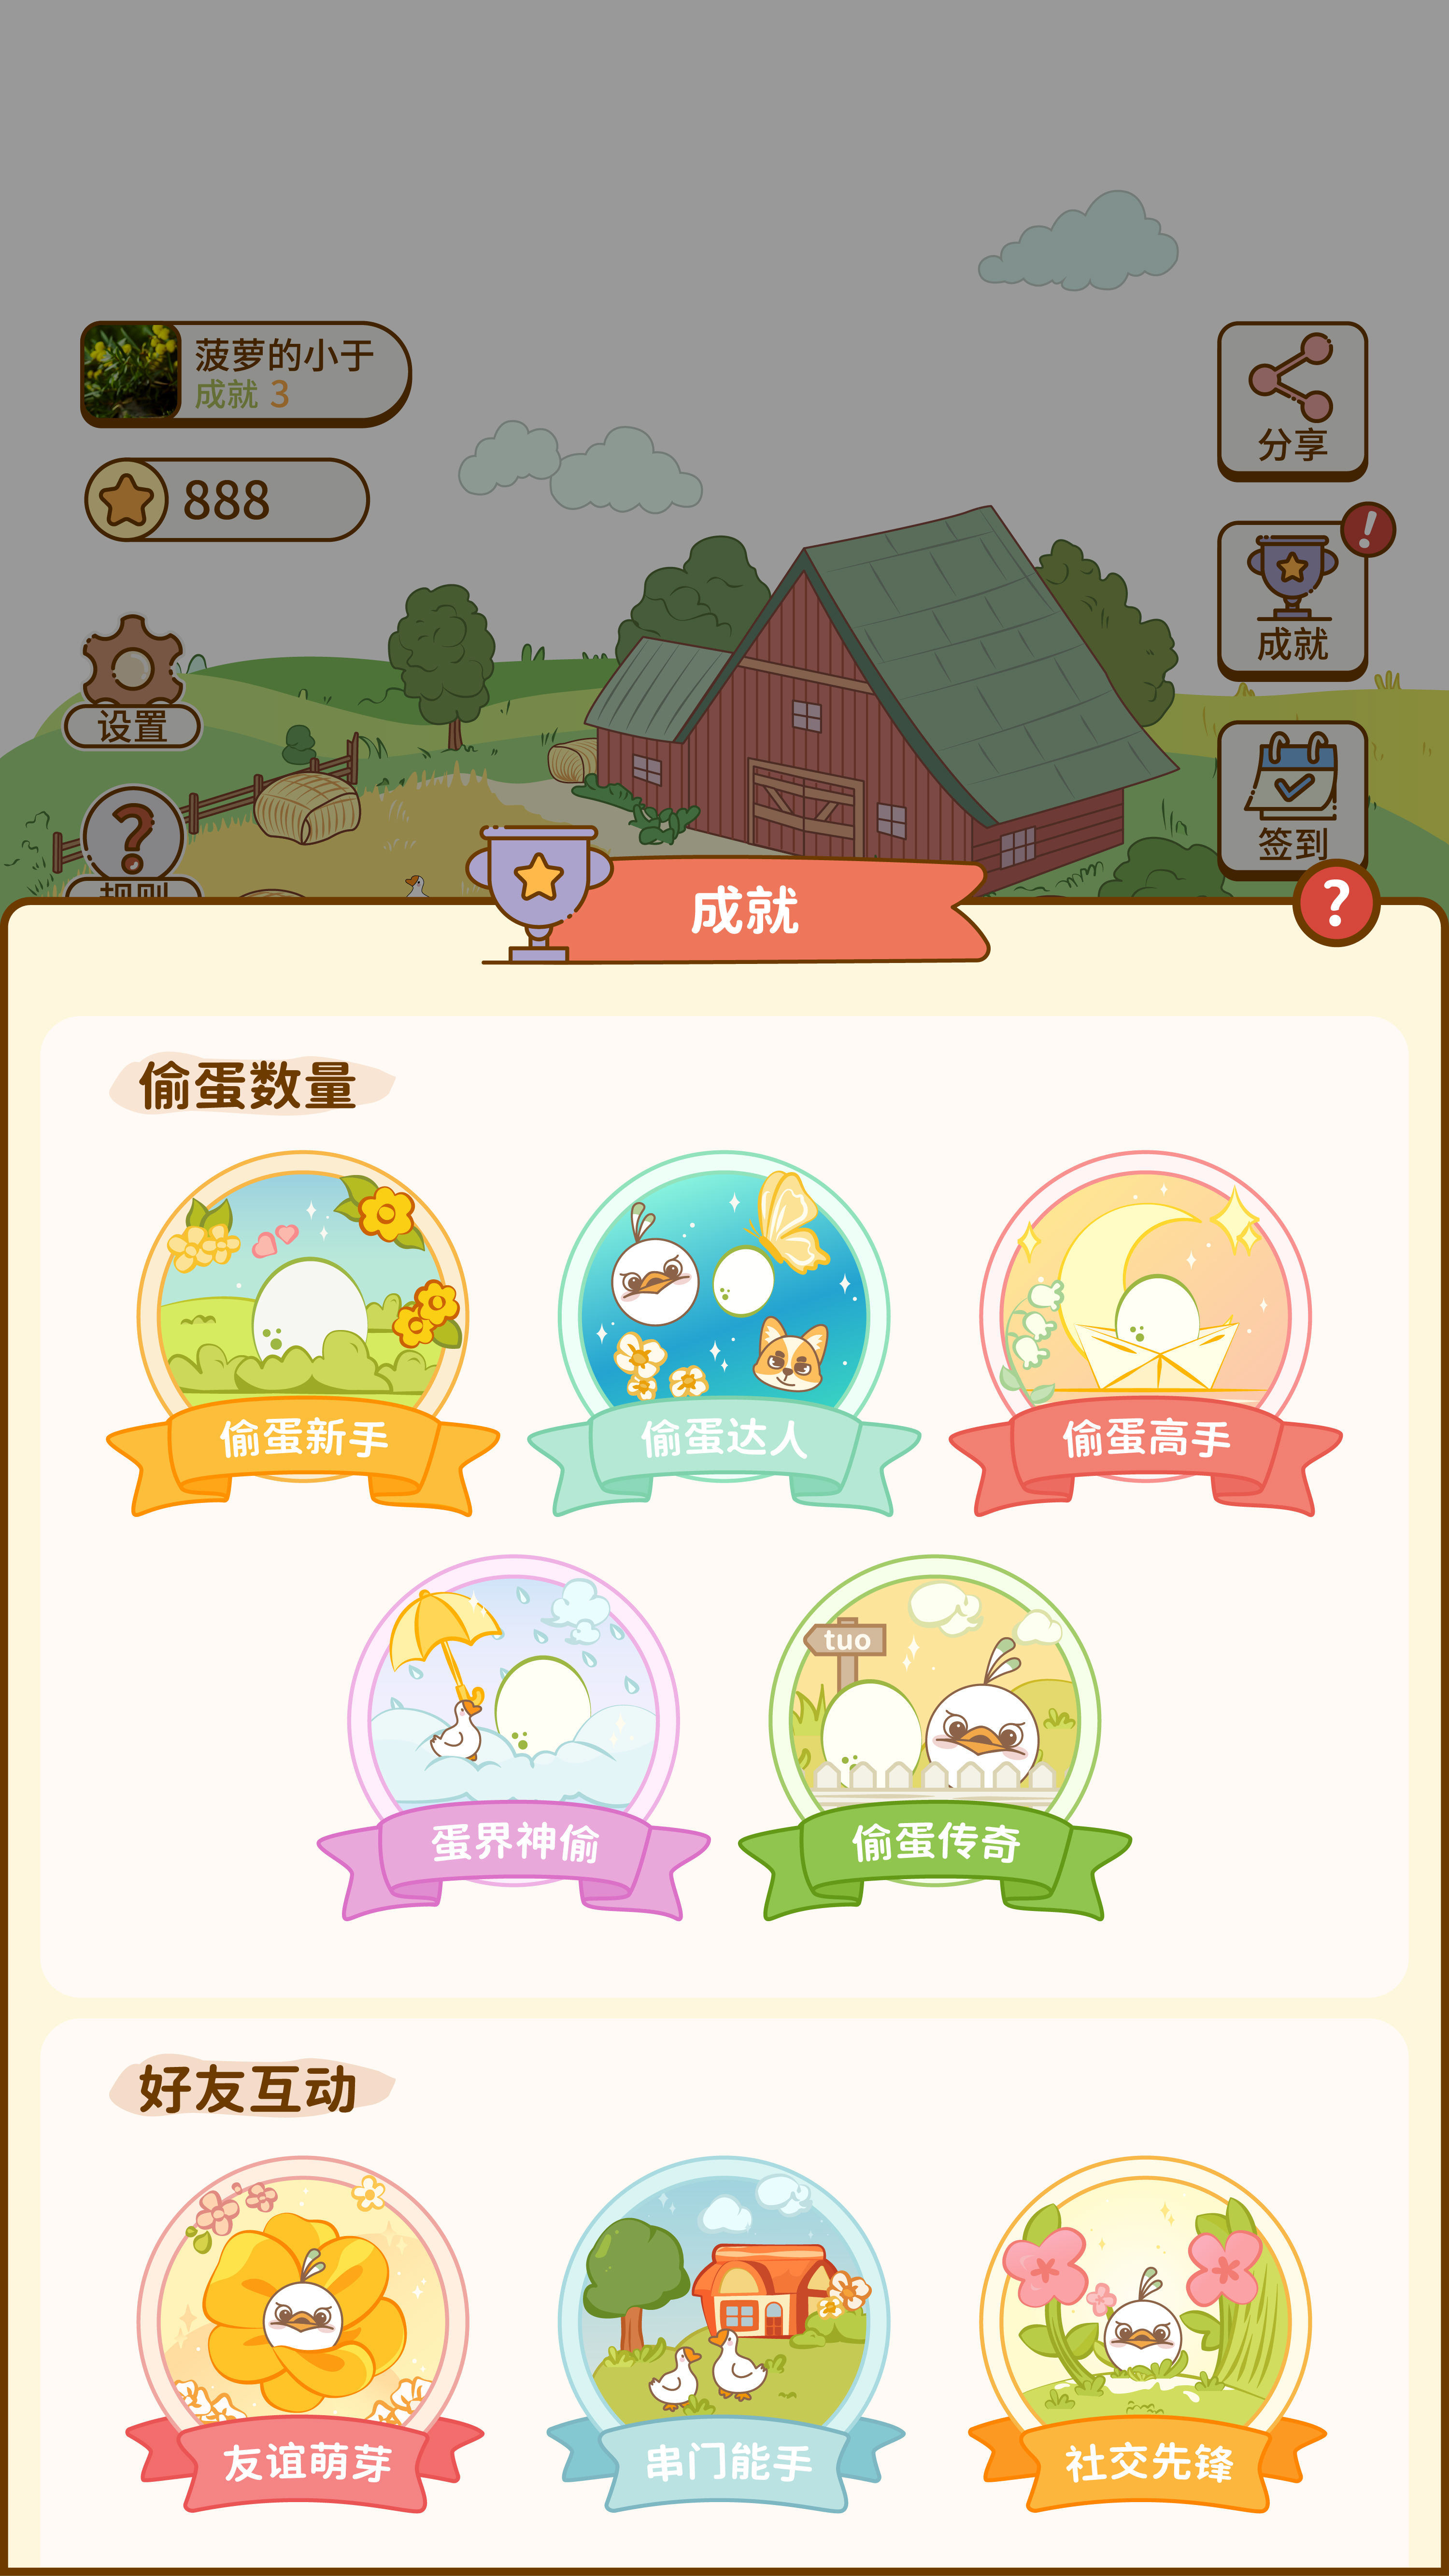 菠萝的小于
成就 3
888
分享
成就
设置
签到
规则
成就
?
偷蛋数量
偷蛋新手
偷蛋达人
偷蛋高手
tuo
蛋界神偷
偷蛋传奇
好友互动
友谊萌芽
串门能手
社交先锋